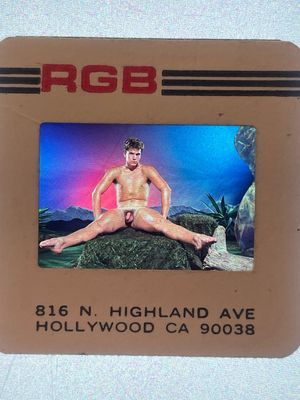 RGB
816 N. HIGHLAND AVE
HOLLYWOOD CA 90038